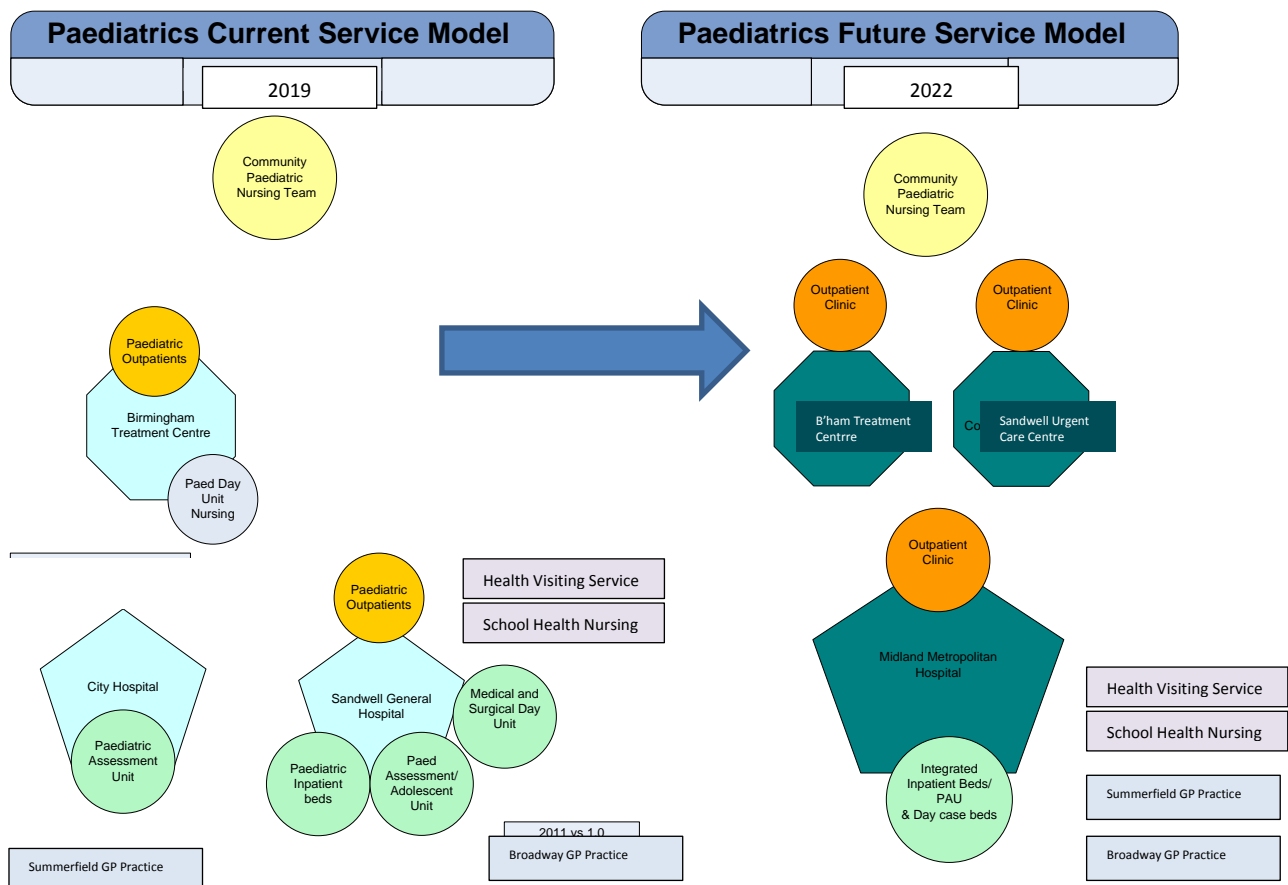 Paediatrics Current Service Model
2019
Community
Paediatric
Nursing Team
Paediatric
Outpatients
Birmingham
Treatment Centre
Paed Day
Unit
Nursing
City Hospital
Paediatric
Assessment
Unit
Summerfield GP Practice
Paediatric
Outpatients
Sandwell General
Hospital
Medical and
Surgical Day
Unit
Paediatric
Inpatient
beds
Paed
Assessment/
Adolescent
Unit
Health Visiting Service
School Health Nursing
2011 vs 1.0
Broadway GP Practice
Paediatrics Future Service Model
2022
Community
Paediatric
Nursing Team
Outpatient
Clinic
B'ham Treatment
Centrre
Outpatient
Clinic
Co
Sandwell Urgent
Care Centre
Outpatient
Clinic
Midland Metropolitan
Hospital
Integrated
Inpatient Beds/
PAU
& Day case beds
Health Visiting Service
School Health Nursing
Summerfield GP Practice
Broadway GP Practice